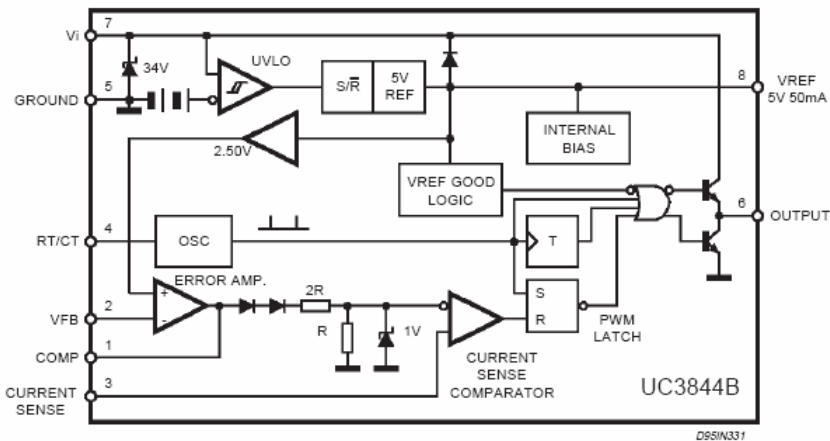 7
Vi
34V
UVLO
5
GROUND
S/R
5V
REF
8
VREF
5V 50mA
INTERNAL
BIAS
2.50V
VREF GOOD
LOGIC
6
OUTPUT
4
RT/CT
OSC
T
ERROR AMP.
+
-
2R
S
R
R
1V
PWM
LATCH
2
VFB
1
COMP
CURRENT
SENSE
COMPARATOR
3
CURRENT
SENSE
UC3844B
D95IN331